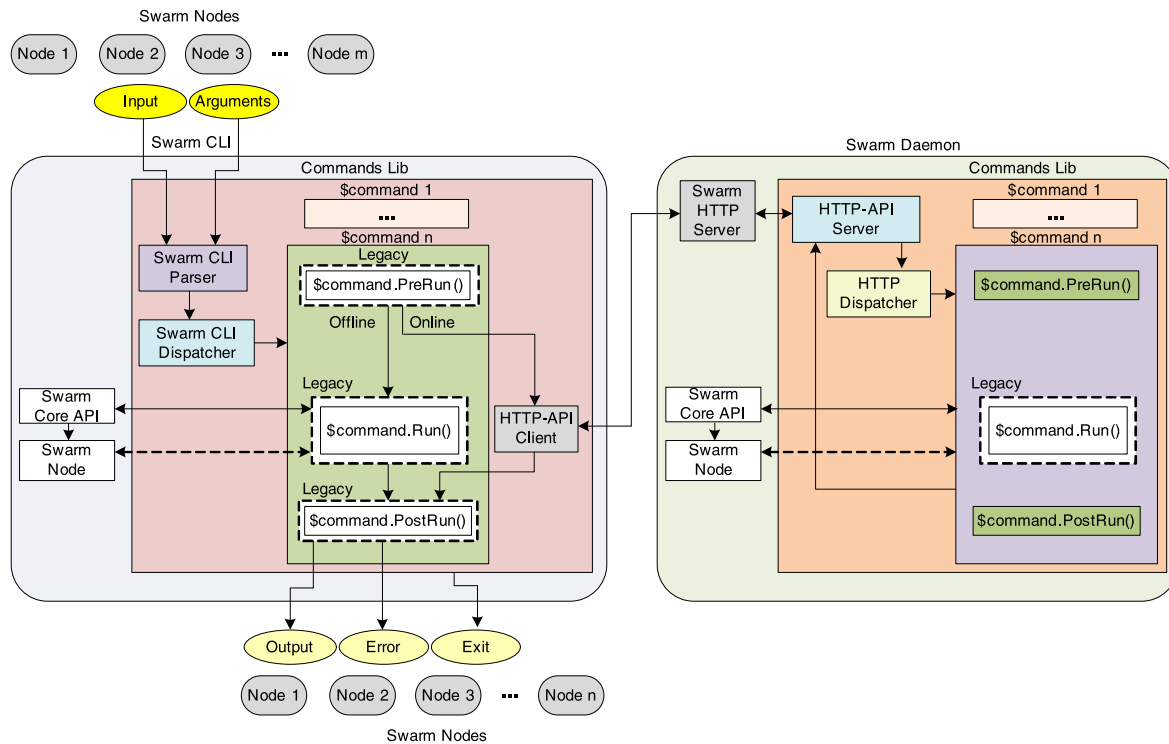 Swarm Nodes
Node 1
Node 2
Node 3
...
Node m
Input
Arguments
Swarm CLI
Commands Lib
$command 1
...
$command n
Swarm CLI
Parser
Swarm CLI
Dispatcher
Legacy
$command.PreRun()
Offline
Online
Swarm
Core API
Swarm
Node
Legacy
$command.Run()
HTTP-API
Client
Legacy
$command.PostRun()
Output
Error
Exit
Node 1
Node 2
Node 3
...
Node n
Swarm Nodes
Swarm Daemon
Commands Lib
Swarm
HTTP
Server
HTTP-API
Server
$command 1
...
$command n
HTTP
Dispatcher
$command.PreRun()
Swarm
Core API
Swarm
Node
Legacy
$command.Run()
$command.PostRun()